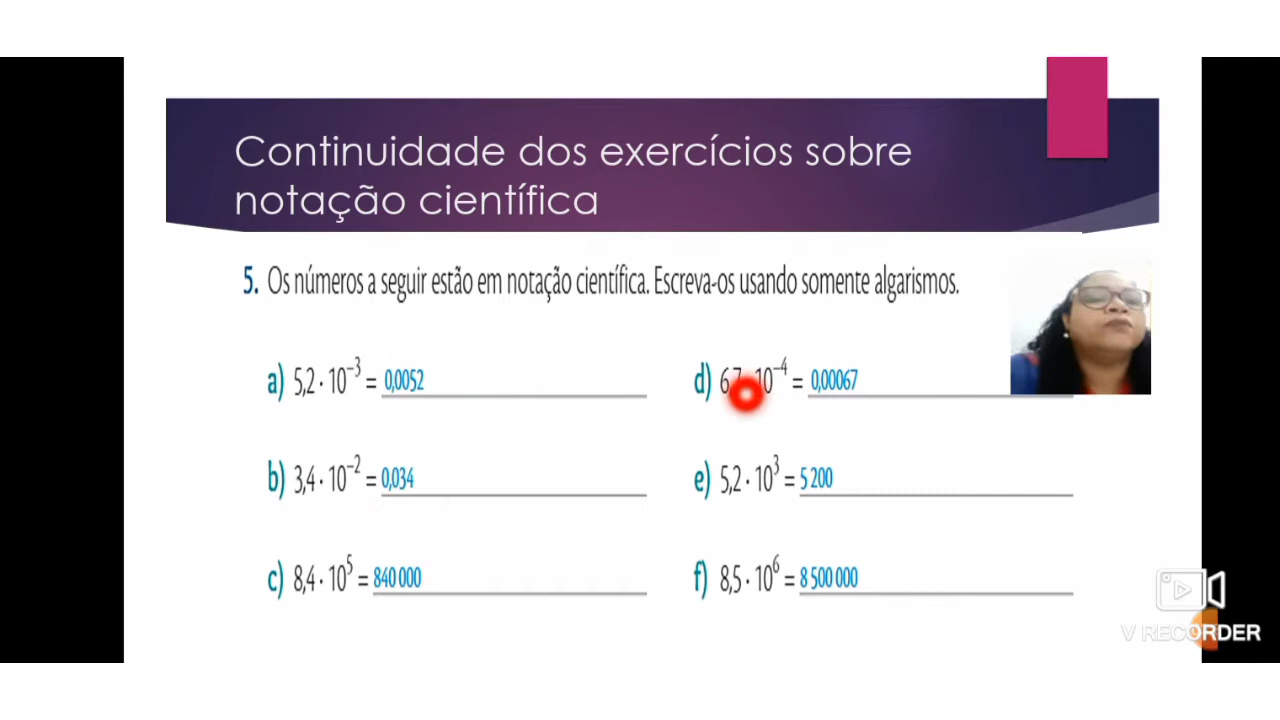 Continuidade dos exercícios sobre
notação científica
5. Os números a seguir estão em notação científica. Escreva-os usando somente algarismos.
a) 5,2 · 10⁻³ = 0,0052
d) 6,7 · 10⁻⁴ = 0,00067
b) 3,4 · 10⁻² = 0,034
e) 5,2 · 10³ = 5 200
c) 8,4 · 10⁵ = 840 000
f) 8,5 · 10⁶ = 8 500 000
V RECORDER